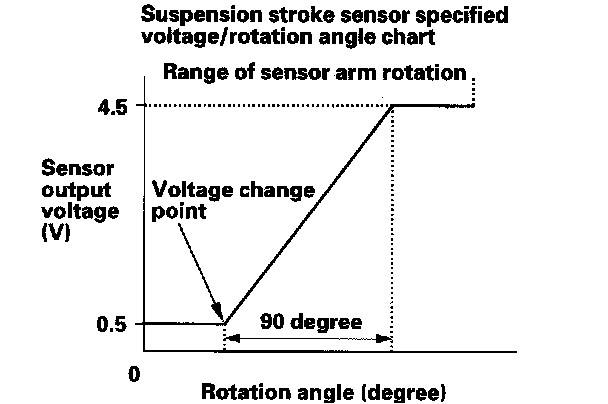 Suspension stroke sensor specified
voltage/rotation angle chart
Range of sensor arm rotation
4.5
Sensor
output
voltage
(V)
Voltage change
point
0.5
90 degree
0
Rotation angle (degree)